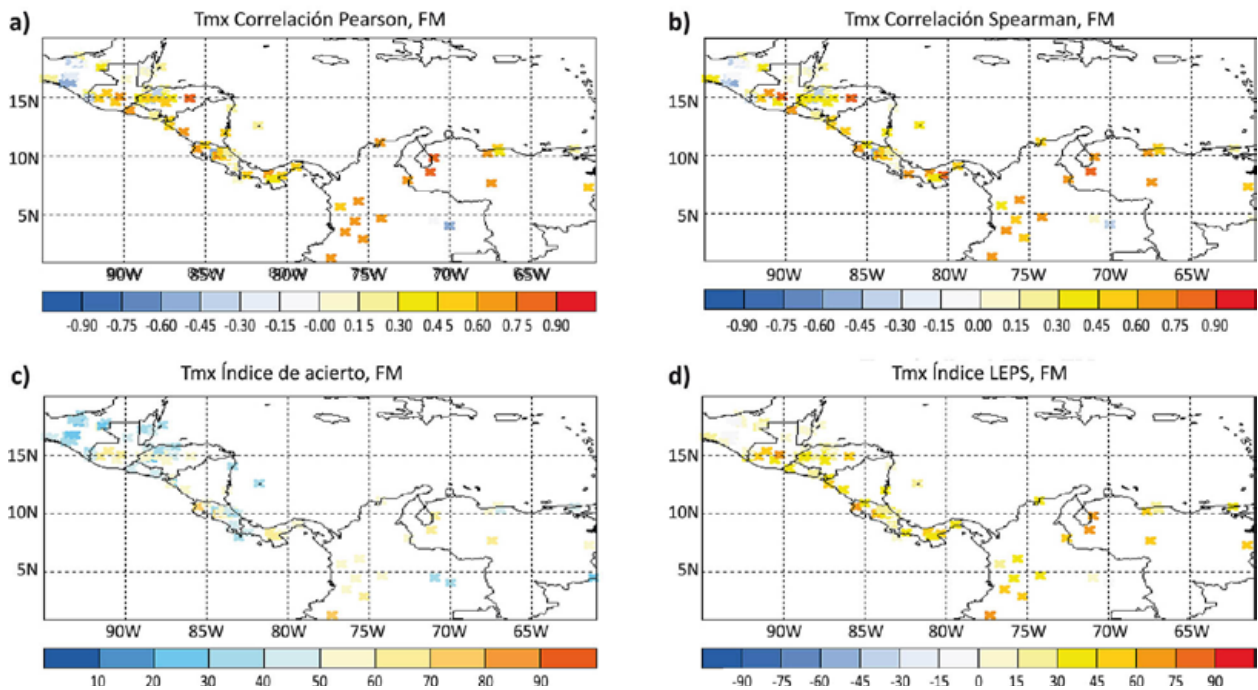 a) Tmx Correlación Pearson, FM
15N
10N
5N
90W 85W 80W 75W 70W 65W
-0.90 -0.75 -0.60 -0.45 -0.30 -0.15 -0.00 0.15 0.30 0.45 0.60 0.75 0.90
b) Tmx Correlación Spearman, FM
15N
10N
5N
90W 85W 80W 75W 70W 65W
-0.90 -0.75 -0.60 -0.45 -0.30 -0.15 0.00 0.15 0.30 0.45 0.60 0.75 0.90
c) Tmx Índice de acierto, FM
15N
10N
5N
90W 85W 80W 75W 70W 65W
10 20 30 40 50 60 70 80 90
d) Tmx Índice LEPS, FM
15N
10N
5N
90W 85W 80W 75W 70W 65W
-90 -75 -60 -45 -30 -15 0 15 30 45 60 75 90